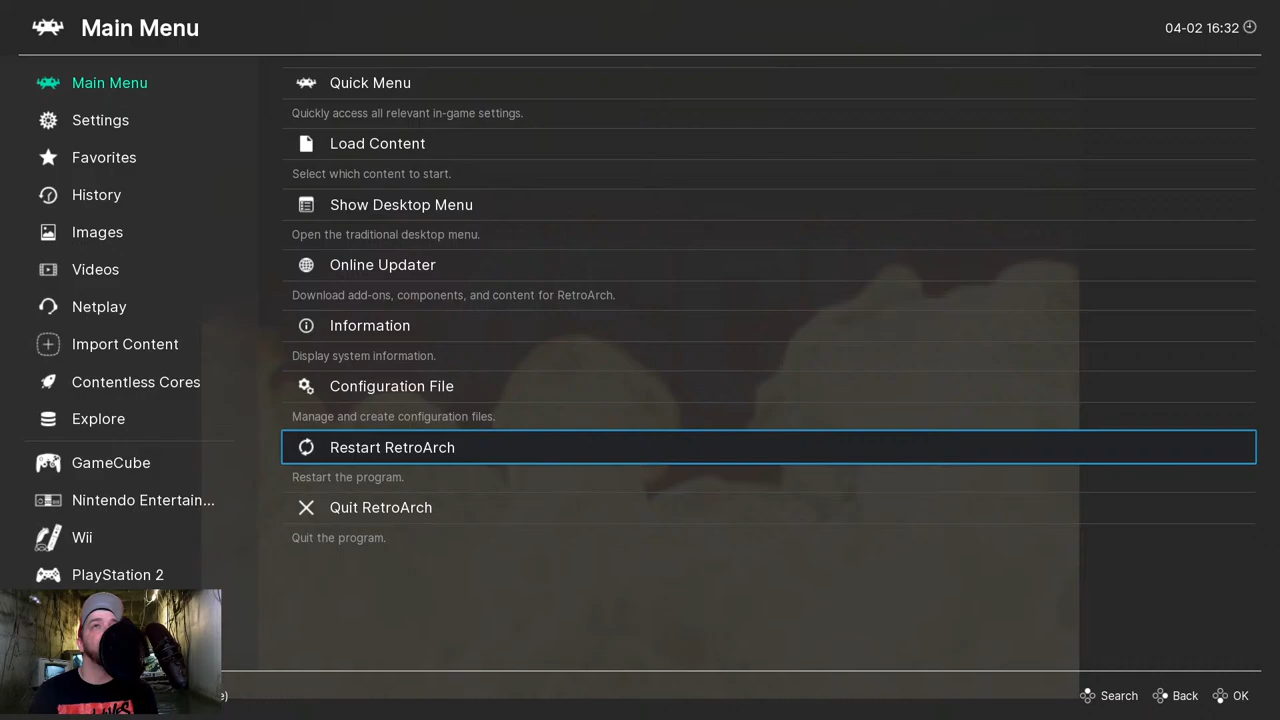 Main Menu
04-02 16:32
Main Menu
Settings
Favorites
History
Images
Videos
Netplay
Import Content
Contentless Cores
Explore
GameCube
Nintendo Entertain...
Wii
PlayStation 2
Quick Menu
Quickly access all relevant in-game settings.
Load Content
Select which content to start.
Show Desktop Menu
Open the traditional desktop menu.
Online Updater
Download add-ons, components, and content for RetroArch.
Information
Display system information.
Configuration File
Manage and create configuration files.
Restart RetroArch
Restart the program.
Quit RetroArch
Quit the program.
e)
Search
Back
OK